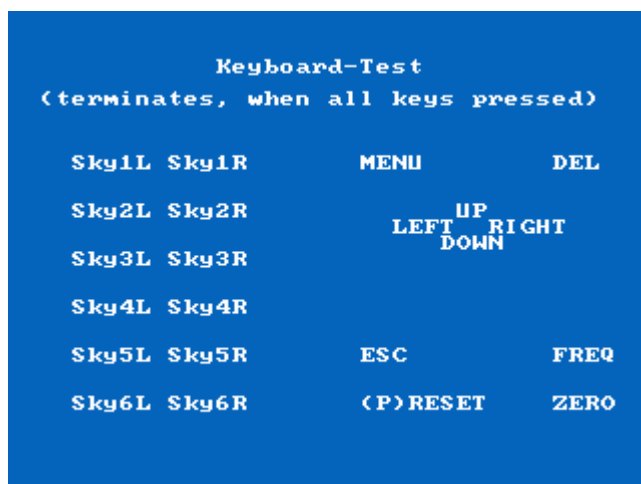 Keyboard-Test
(terminates, when all keys pressed)
Sky1L Sky1R MENU DEL
Sky2L Sky2R UP
LEFT RIGHT
DOWN
Sky3L Sky3R
Sky4L Sky4R
Sky5L Sky5R ESC FREQ
Sky6L Sky6R (P)RESET ZERO